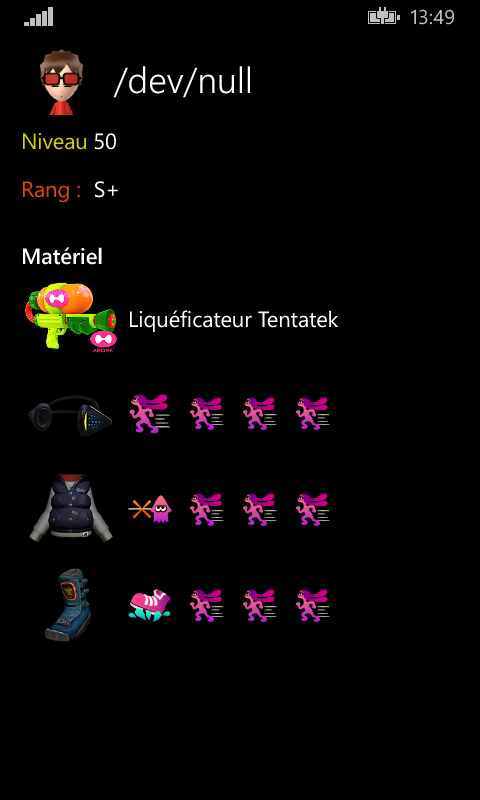 13:49
/dev/null
Niveau 50
Rang : S+
Matériel
Liquéficateur Tentatek